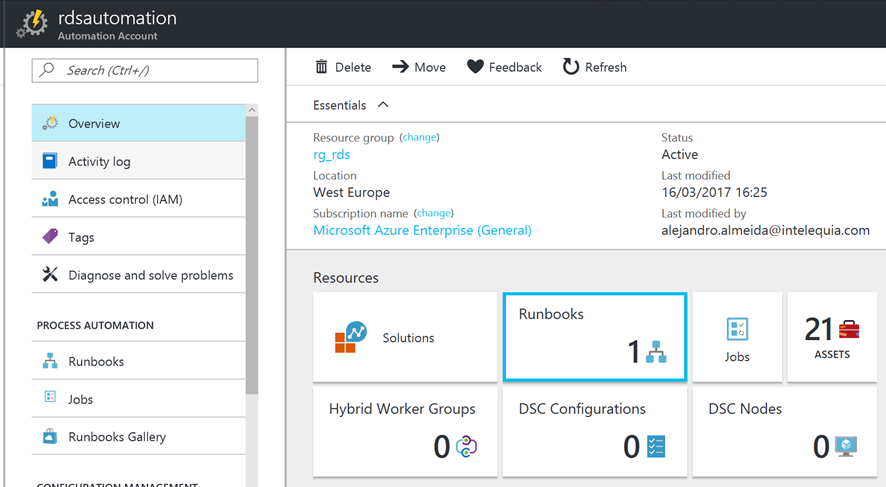 rdsautomation
Automation Account
Search (Ctrl+/)
Overview
Activity log
Access control (IAM)
Tags
Diagnose and solve problems
PROCESS AUTOMATION
Runbooks
Jobs
Runbooks Gallery
CONFIGURATION MANAGEMENT
Delete Move Feedback Refresh
Essentials
Resource group (change)
rg_rds
Location
West Europe
Subscription name (change)
Microsoft Azure Enterprise (General)
Status
Active
Last modified
16/03/2017 16:25
Last modified by
alejandro.almeida@intelequia.com
Resources
Solutions
Runbooks
1
Jobs
21
ASSETS
Hybrid Worker Groups
0
DSC Configurations
0
DSC Nodes
0